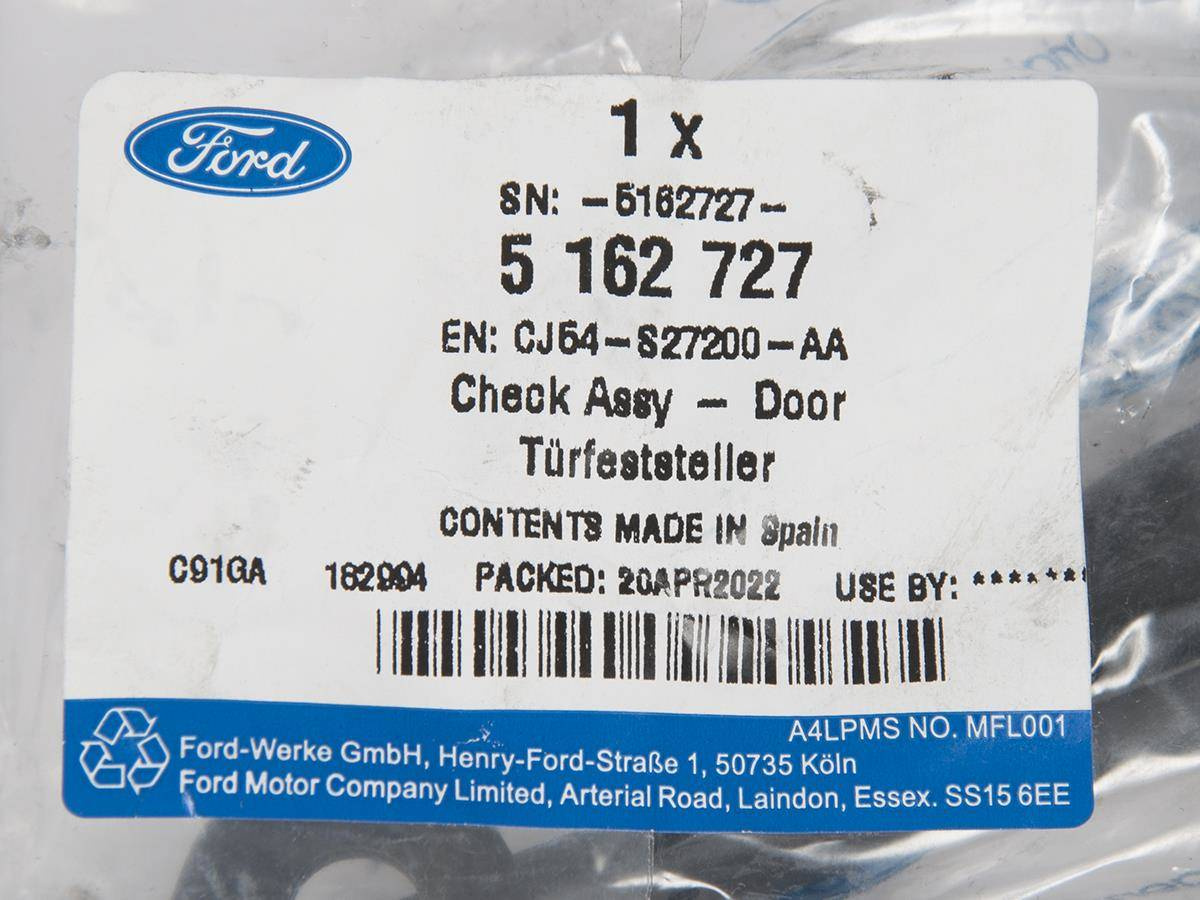 Ford
1 x
SN: -5162727-
5 162 727
EN: CJ54-S27200-AA
Check Assy - Door
Türfeststeller
CONTENTS MADE IN Spain
C91GA 162994 PACKED: 20APR2022 USE BY: *******
A4LPMS NO. MFL001
Ford-Werke GmbH, Henry-Ford-Straße 1, 50735 Köln
Ford Motor Company Limited, Arterial Road, Laindon, Essex. SS15 6EE